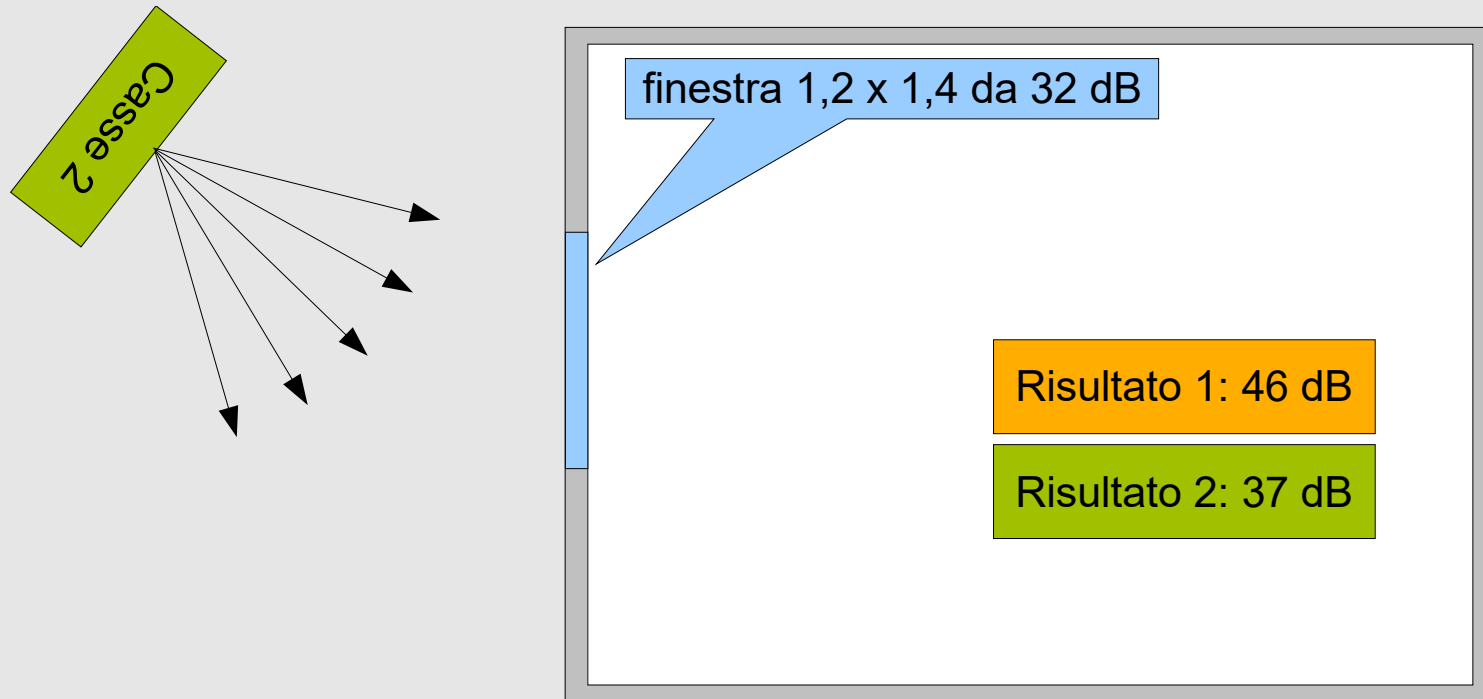 Casse 2
finestra 1,2 x 1,4 da 32 dB
Risultato 1: 46 dB
Risultato 2: 37 dB